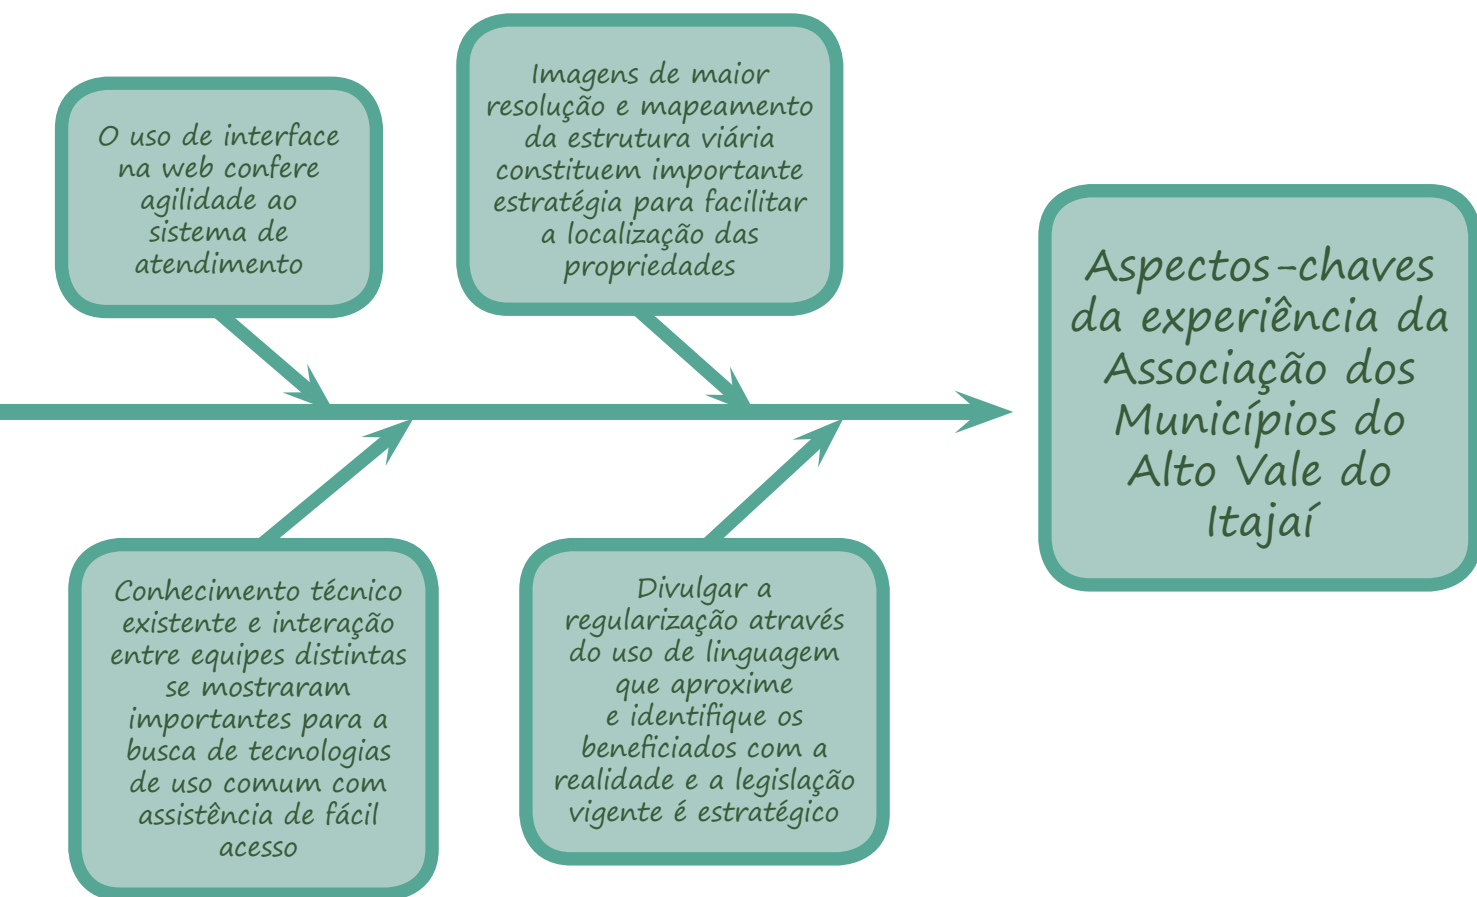 O uso de interface
na web confere
agilidade ao
sistema de
atendimento
Imagens de maior
resolução e mapeamento
da estrutura viária
constituem importante
estratégia para facilitar
a localização das
propriedades
Aspectos-chaves
da experiência da
Associação dos
Municípios do
Alto Vale do
Itajaí
Conhecimento técnico
existente e interação
entre equipes distintas
se mostraram
importantes para a
busca de tecnologias
de uso comum com
assistência de fácil
acesso
Divulgar a
regularização através
do uso de linguagem
que aproxime
e identifique os
beneficiados com a
realidade e a legislação
vigente é estratégico